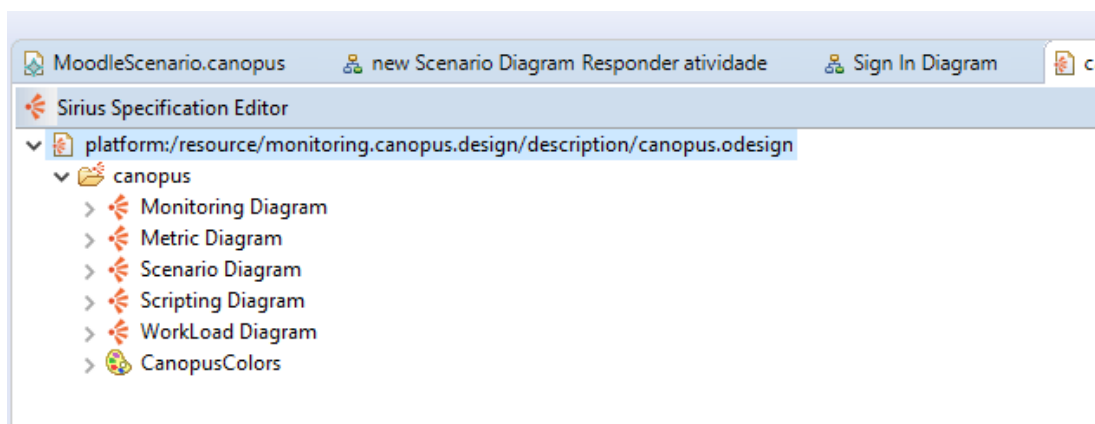 MoodleScenario.canopus new Scenario Diagram Responder atividade Sign In Diagram c
Sirius Specification Editor
platform:/resource/monitoring.canopus.design/description/canopus.odesign
canopus
Monitoring Diagram
Metric Diagram
Scenario Diagram
Scripting Diagram
WorkLoad Diagram
CanopusColors